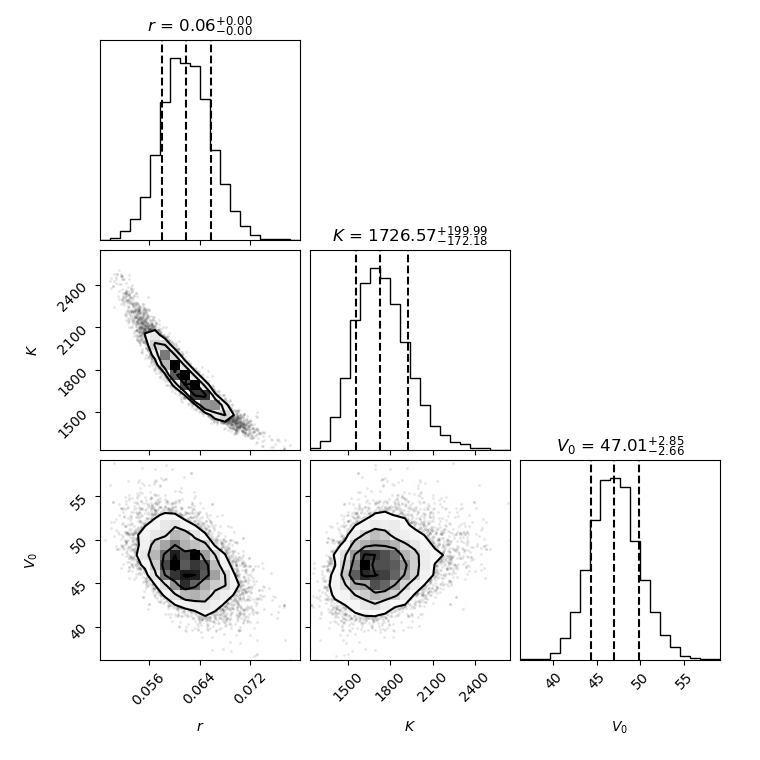 r = 0.06+0.00−0.00
K = 1726.57+199.99−172.18
2400
2100
1800
1500
K
V0 = 47.01+2.85−2.66
55
50
45
40
V0
0.056 0.064 0.072
r
1500 1800 2100 2400
K
40 45 50 55
V0